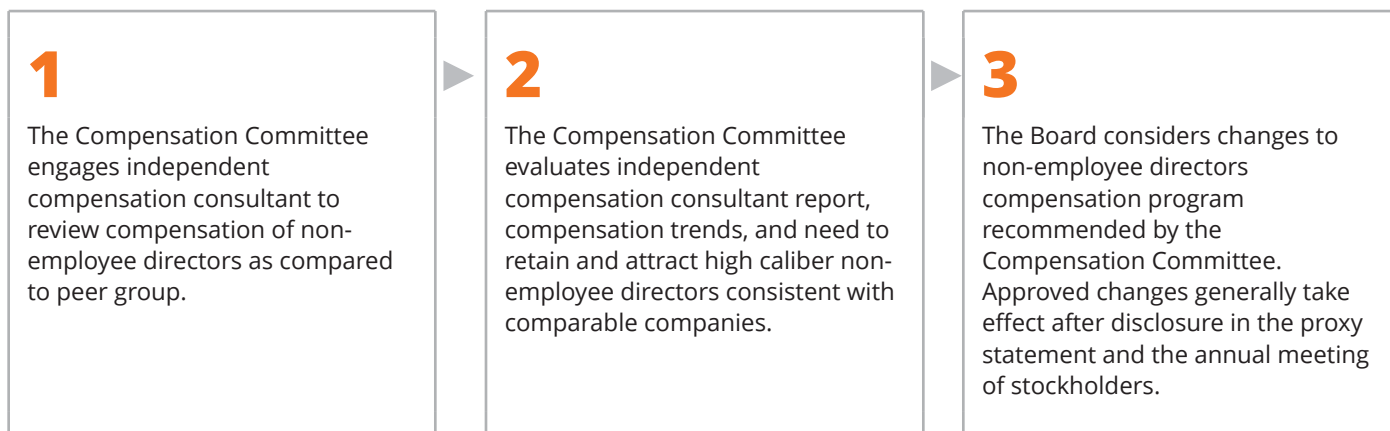 1
The Compensation Committee
engages independent
compensation consultant to
review compensation of non-
employee directors as compared
to peer group.
2
The Compensation Committee
evaluates independent
compensation consultant report,
compensation trends, and need to
retain and attract high caliber non-
employee directors consistent with
comparable companies.
3
The Board considers changes to
non-employee directors
compensation program
recommended by the
Compensation Committee.
Approved changes generally take
effect after disclosure in the proxy
statement and the annual meeting
of stockholders.